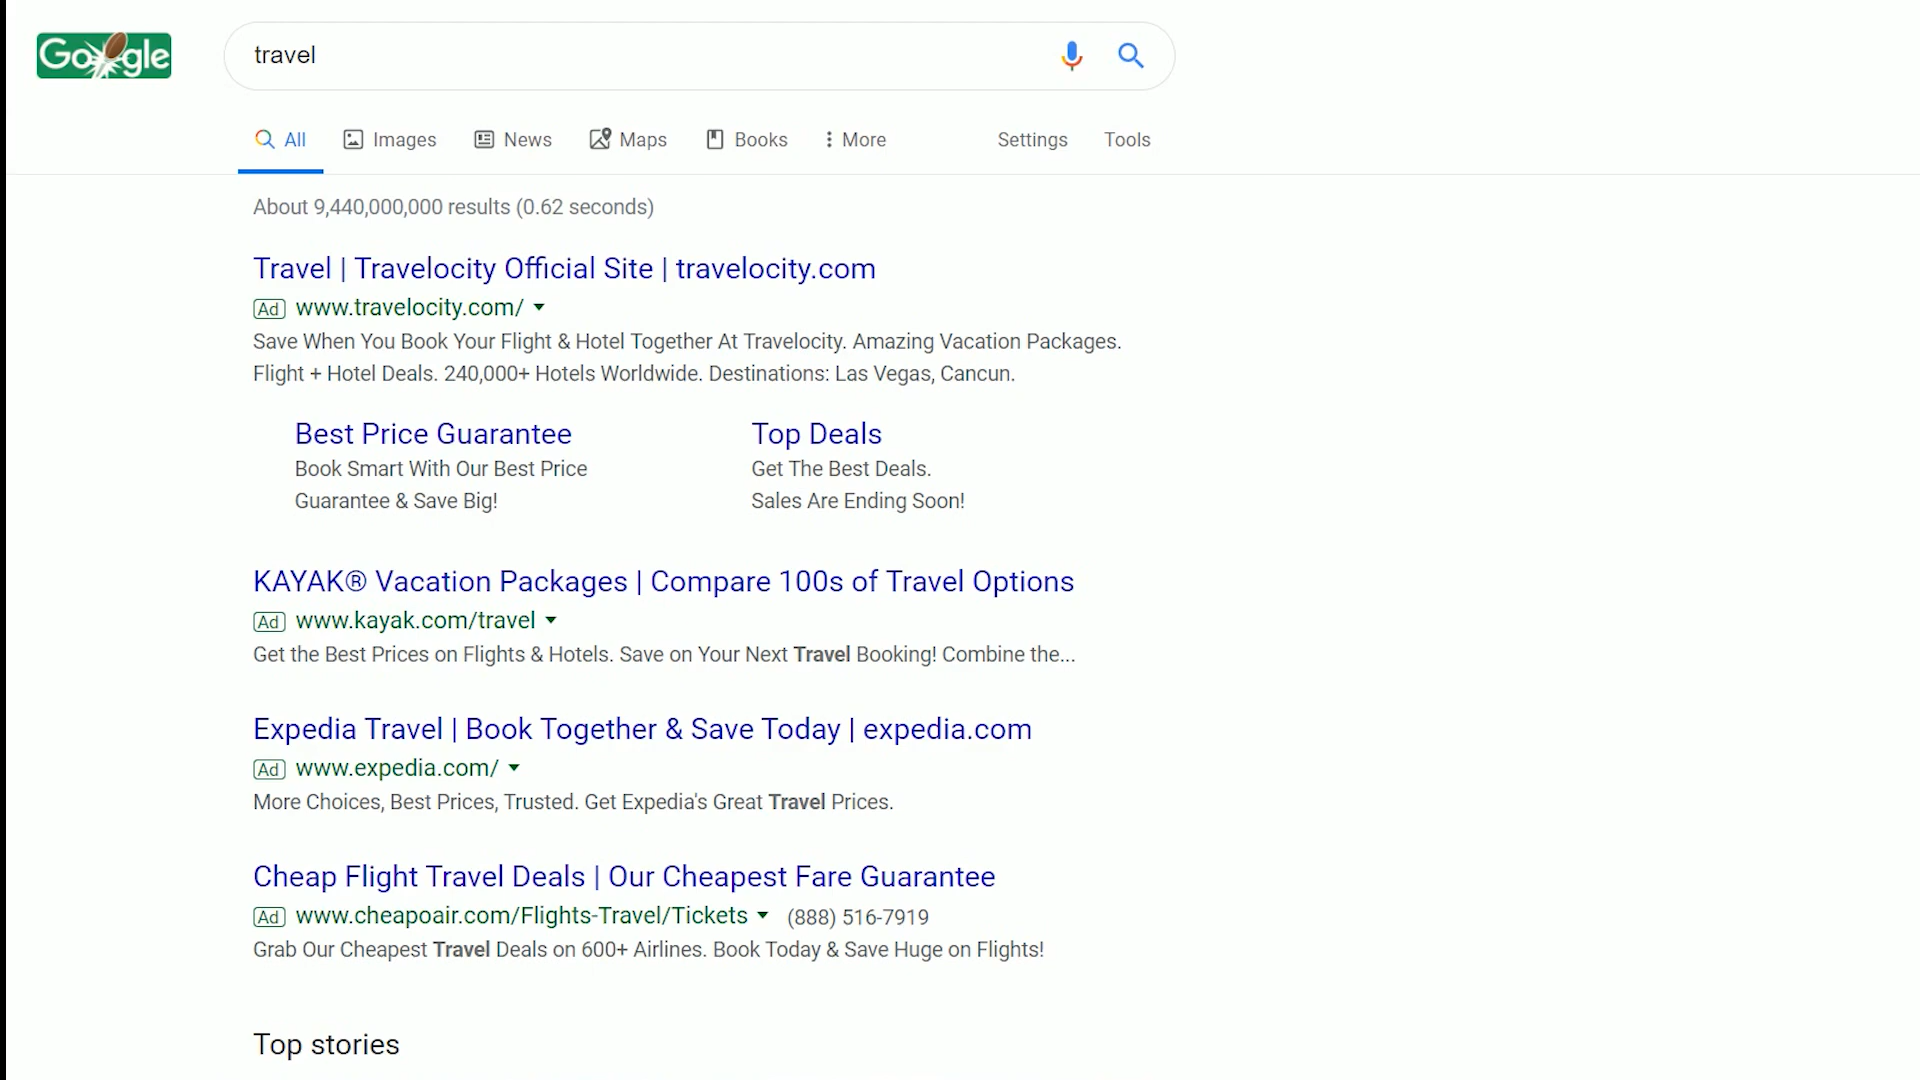 Google
travel
All Images News Maps Books More Settings Tools
About 9,440,000,000 results (0.62 seconds)
Travel | Travelocity Official Site | travelocity.com
Ad www.travelocity.com/
Save When You Book Your Flight & Hotel Together At Travelocity. Amazing Vacation Packages.
Flight + Hotel Deals. 240,000+ Hotels Worldwide. Destinations: Las Vegas, Cancun.
Best Price Guarantee
Book Smart With Our Best Price
Guarantee & Save Big!
Top Deals
Get The Best Deals.
Sales Are Ending Soon!
KAYAK® Vacation Packages | Compare 100s of Travel Options
Ad www.kayak.com/travel
Get the Best Prices on Flights & Hotels. Save on Your Next Travel Booking! Combine the...
Expedia Travel | Book Together & Save Today | expedia.com
Ad www.expedia.com/
More Choices, Best Prices, Trusted. Get Expedia's Great Travel Prices.
Cheap Flight Travel Deals | Our Cheapest Fare Guarantee
Ad www.cheapoair.com/Flights-Travel/Tickets (888) 516-7919
Grab Our Cheapest Travel Deals on 600+ Airlines. Book Today & Save Huge on Flights!
Top stories